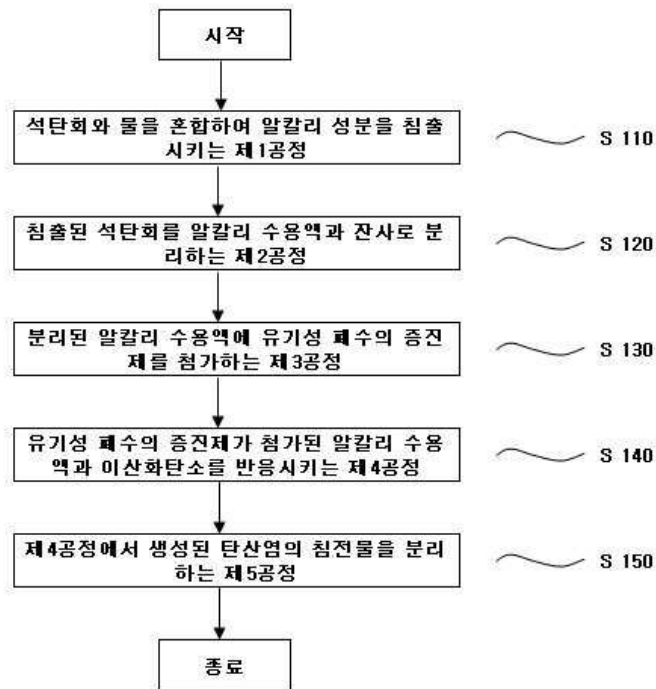 시작
석탄회와 물을 혼합하여 알칼리 성분을 침출
시키는 제1공정
S 110
침출된 석탄회를 알칼리 수용액과 잔사로 분
리하는 제2공정
S 120
분리된 알칼리 수용액에 유기성 폐수의 증진
제를 첨가하는 제3공정
S 130
유기성 폐수의 증진제가 첨가된 알칼리 수용
액과 이산화탄소를 반응시키는 제4공정
S 140
제4공정에서 생성된 탄산염의 침전물을 분리
하는 제5공정
S 150
종료